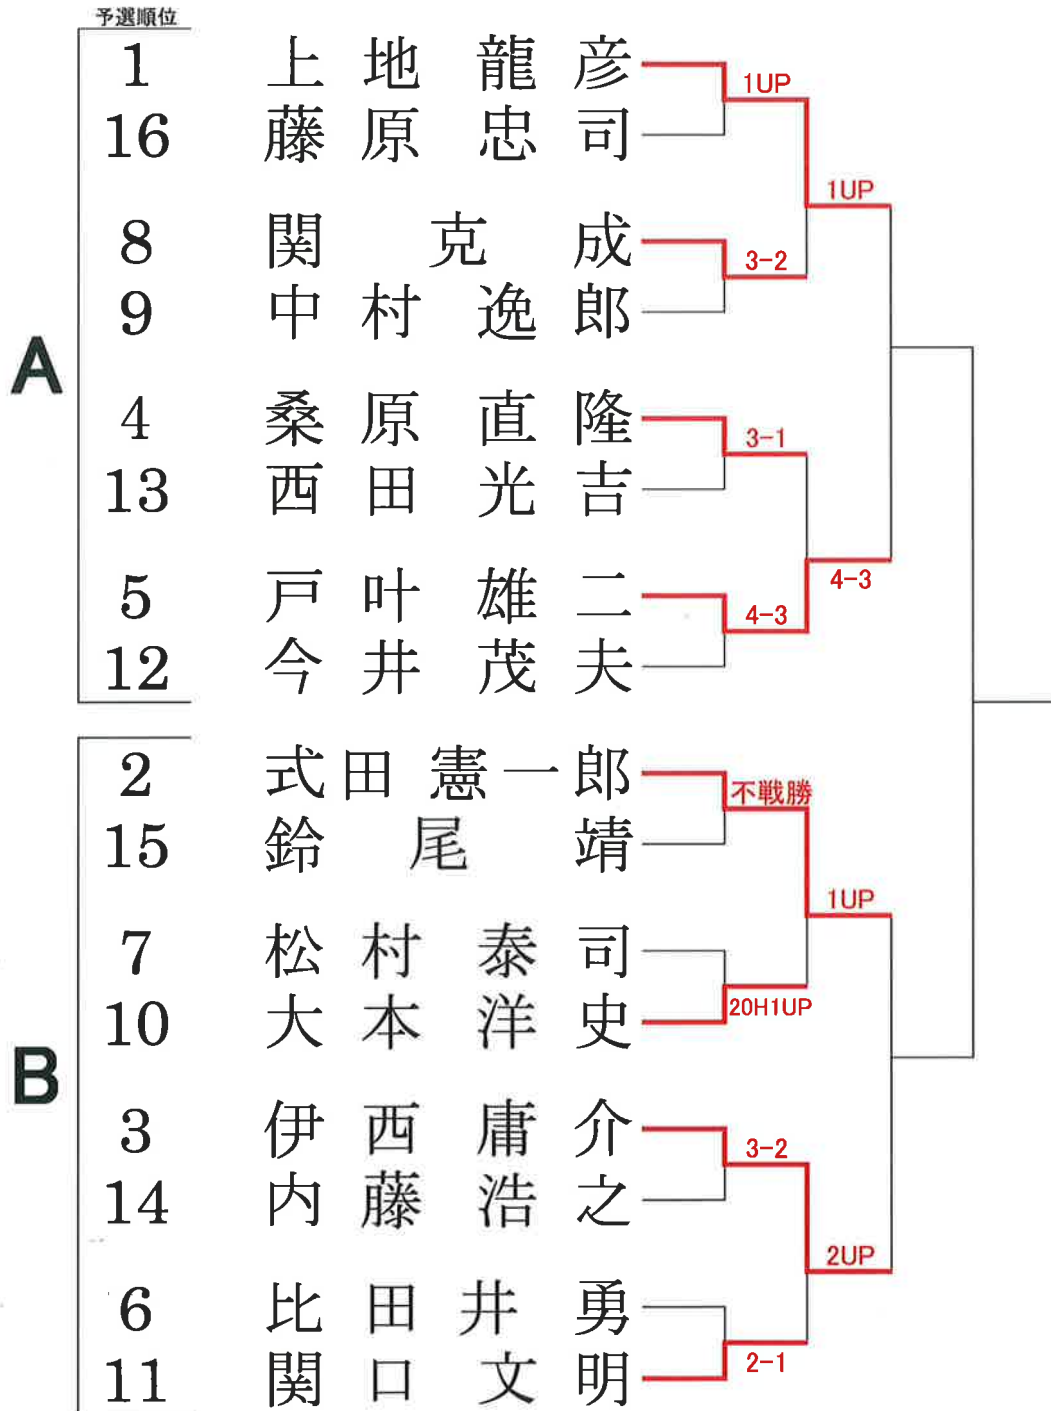 予選順位
1 上地龍彦
1UP
16 藤原忠司
1UP
8 関克成
3-2
9 中村逸郎
A
4 桑原直隆
3-1
13 西田光吉
4-3
5 戸叶雄二
4-3
12 今井茂夫
2 式田憲一郎
不戦勝
15 鈴尾靖
1UP
7 松村泰司
20H1UP
10 大本洋史
B
3 伊西庸介
3-2
14 内藤浩之
2UP
6 比田井勇
2-1
11 関口文明